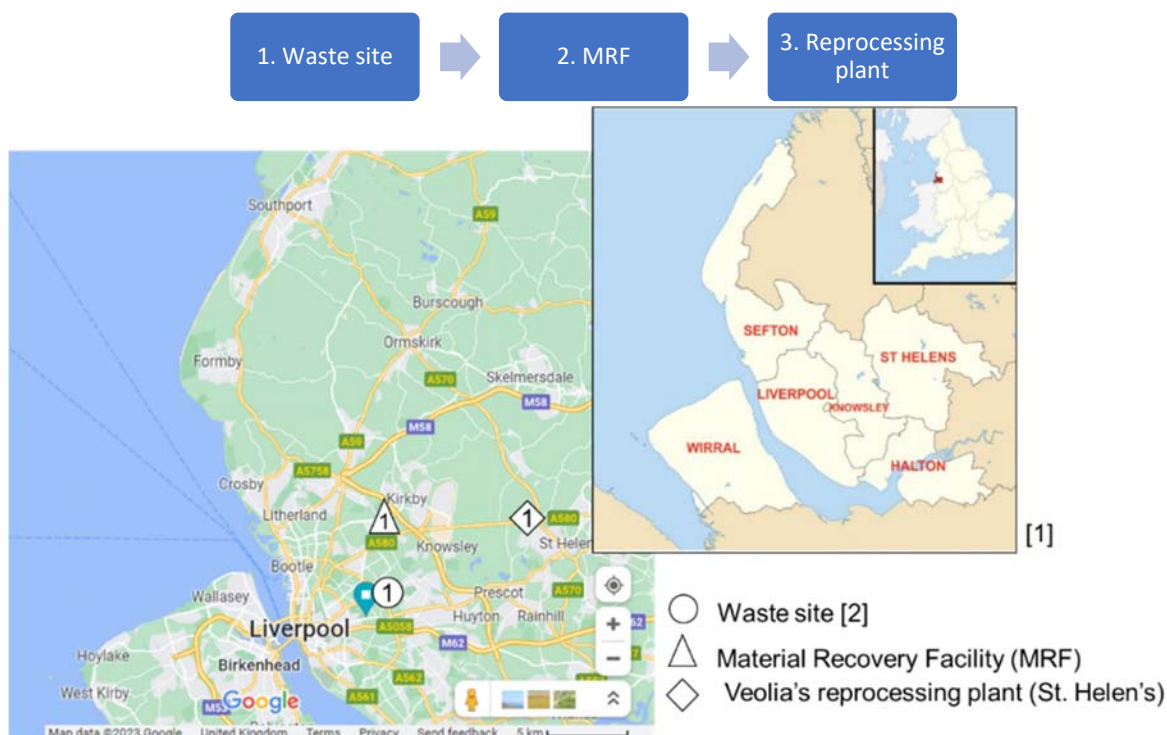 1. Waste site
2. MRF
3. Reprocessing
plant
Southport
A59
Burscough
Ormskirk
Formby
A570
Skelmersdale
M58
M58
A59
A5758
Crosby
Kirkby
Litherland
1
1
A580
A580
Knowsley
St Helen
Bootle
1
Wallasey
Prescot
A570
Huyton
Rainhill
Liverpool
A5058
M62
62
Hoylake
Birkenhead
West Kirby
A561
A562
M53
Google
Map data ©2023 Google
United Kingdom
Terms
Privacy
Send feedback
5 km
SEFTON
ST HELENS
LIVERPOOL
KNOWSLEY
WIRRAL
HALTON
[1]
Waste site [2]
Material Recovery Facility (MRF)
Veolia's reprocessing plant (St. Helen's)